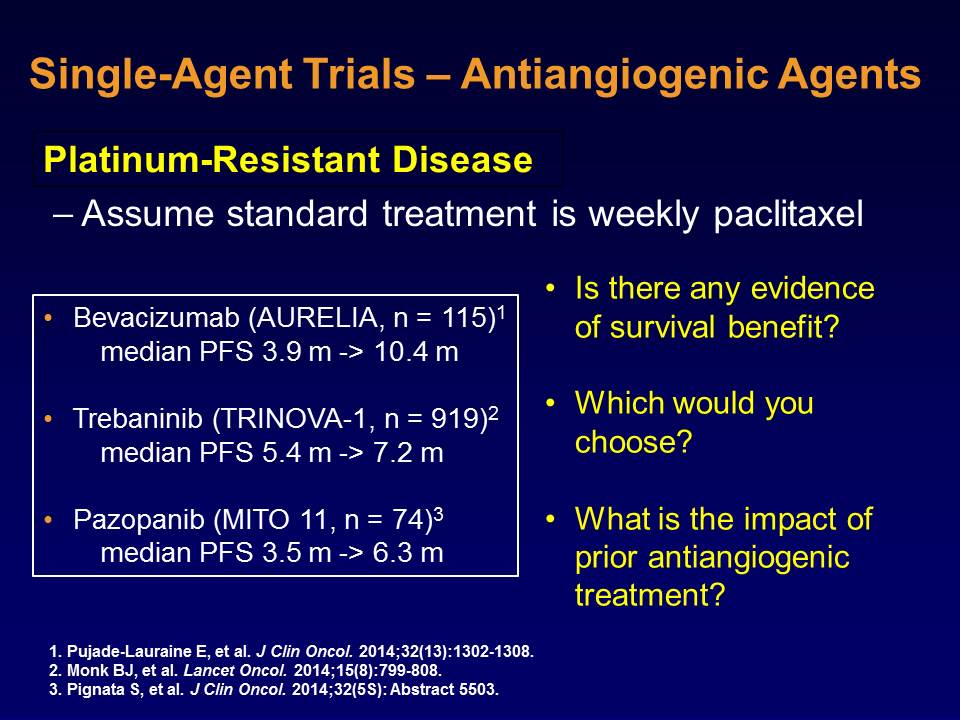 Single-Agent Trials – Antiangiogenic Agents
Platinum-Resistant Disease
– Assume standard treatment is weekly paclitaxel
• Bevacizumab (AURELIA, n = 115)1
median PFS 3.9 m -> 10.4 m
• Trebaninib (TRINOVA-1, n = 919)2
median PFS 5.4 m -> 7.2 m
• Pazopanib (MITO 11, n = 74)3
median PFS 3.5 m -> 6.3 m
• Is there any evidence
of survival benefit?
• Which would you
choose?
• What is the impact of
prior antiangiogenic
treatment?
1. Pujade-Lauraine E, et al. J Clin Oncol. 2014;32(13):1302-1308.
2. Monk BJ, et al. Lancet Oncol. 2014;15(8):799-808.
3. Pignata S, et al. J Clin Oncol. 2014;32(5S): Abstract 5503.